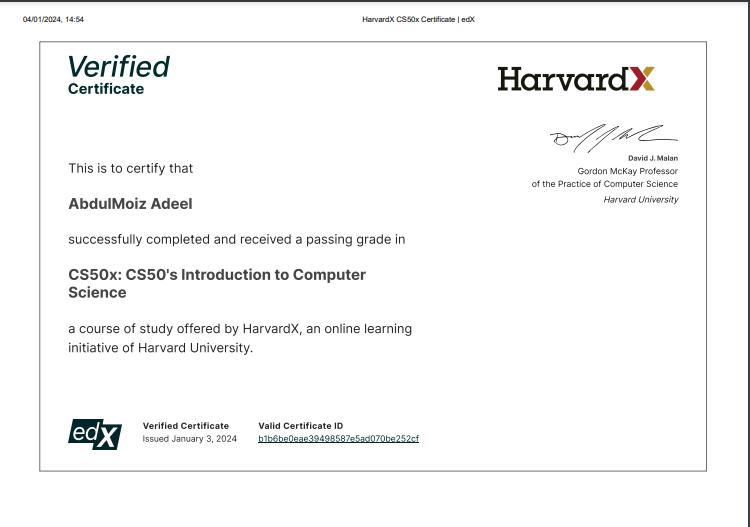 04/01/2024, 14:54
HarvardX CS50x Certificate | edX
Verified
Certificate
HarvardX
David J. Malan
Gordon McKay Professor
of the Practice of Computer Science
Harvard University
This is to certify that
AbdulMoiz Adeel
successfully completed and received a passing grade in
CS50x: CS50's Introduction to Computer
Science
a course of study offered by HarvardX, an online learning
initiative of Harvard University.
edX
Verified Certificate
Issued January 3, 2024
Valid Certificate ID
b1b6be0eae39498587e5ad070be252cf